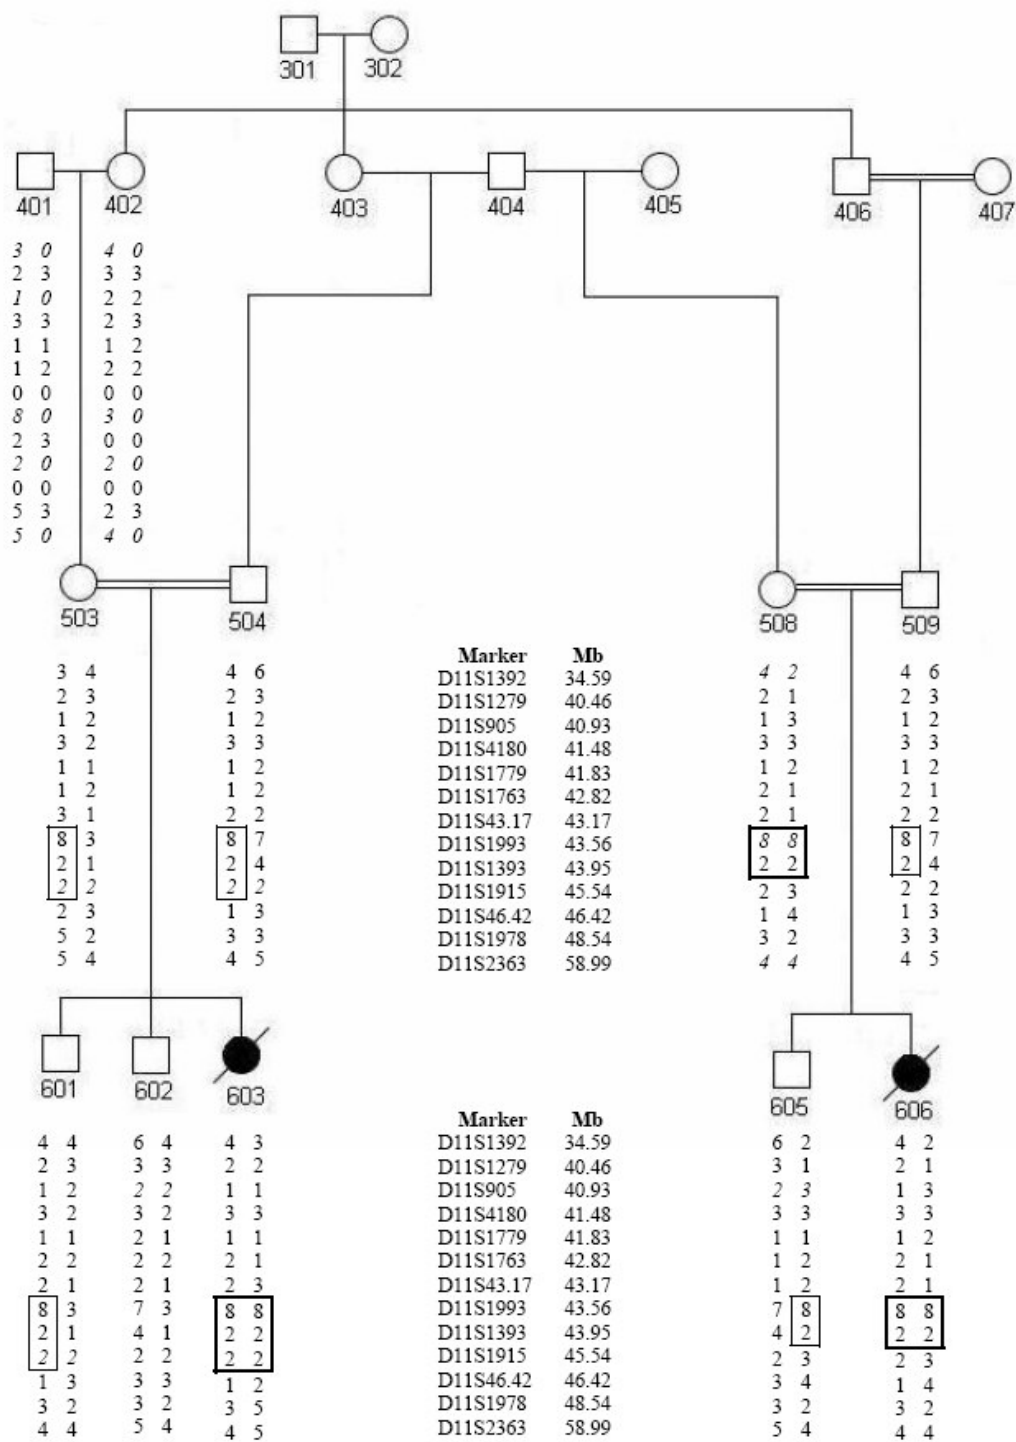 301 302
401 402 403 404 405 406 407
3 0 4 0
2 3 3 3
1 0 2 2
3 3 2 3
1 1 1 2
1 2 2 2
0 0 0 0
8 0 3 0
2 3 0 0
2 0 2 0
0 0 0 0
5 3 2 3
5 0 4 0
503 504 508 509
Marker Mb
3 4 4 6 D11S1392 34.59 4 2 4 6
2 3 2 3 D11S1279 40.46 2 1 2 3
1 2 1 2 D11S905 40.93 1 3 1 2
3 2 3 3 D11S4180 41.48 3 3 3 3
1 1 1 2 D11S1779 41.83 1 2 1 2
1 2 1 2 D11S1763 42.82 2 1 2 1
3 1 2 2 D11S43.17 43.17 2 1 2 2
8 3 8 7 D11S1993 43.56 8 8 8 7
2 1 2 4 D11S1393 43.95 2 2 2 4
2 2 2 2 D11S1915 45.54 2 3 2 2
2 3 1 3 D11S46.42 46.42 1 4 1 3
5 2 3 3 D11S1978 48.54 3 2 3 3
5 4 4 5 D11S2363 58.99 4 4 4 5
601 602 603 605 606
Marker Mb
4 4 6 4 4 3 D11S1392 34.59 6 2 4 2
2 3 3 3 2 2 D11S1279 40.46 3 1 2 1
1 2 2 2 1 1 D11S905 40.93 2 3 1 3
3 2 3 2 3 3 D11S4180 41.48 3 3 3 3
1 1 2 1 1 1 D11S1779 41.83 1 1 1 2
2 2 2 2 2 1 D11S1763 42.82 1 2 2 1
2 1 2 1 2 3 D11S43.17 43.17 1 2 2 1
8 3 7 3 8 8 D11S1993 43.56 7 8 8 8
2 1 4 1 2 2 D11S1393 43.95 4 2 2 2
2 2 2 2 2 2 D11S1915 45.54 2 3 2 3
1 3 3 3 1 2 D11S46.42 46.42 3 4 1 4
3 2 3 2 3 5 D11S1978 48.54 3 2 3 2
4 4 5 4 4 5 D11S2363 58.99 5 4 4 4